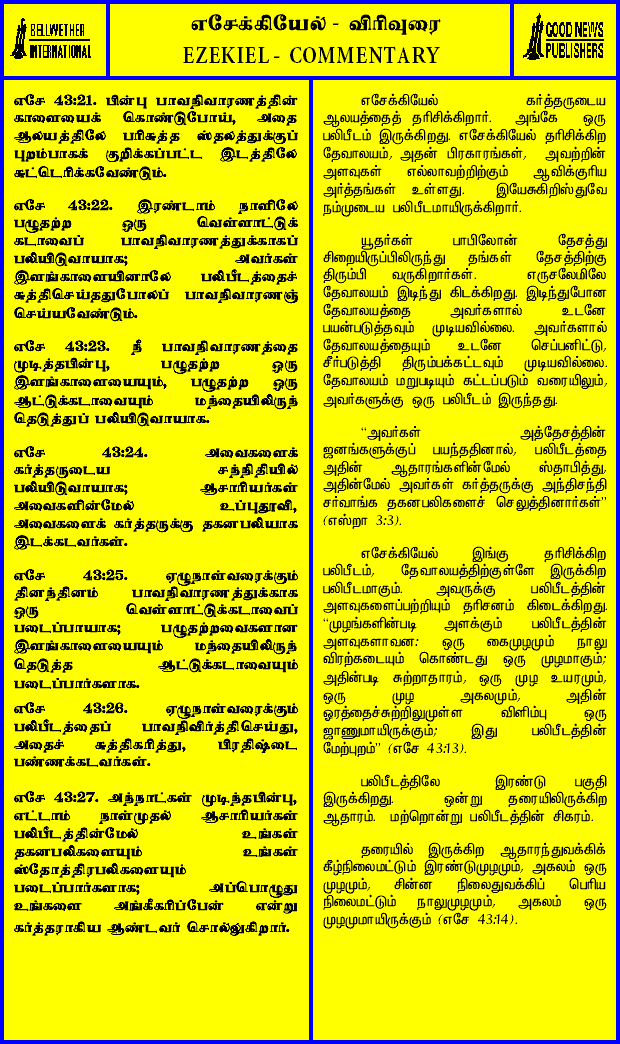 BELLWETHER
INTERNATIONAL
எசேக்கியேல் - விரிவுரை
EZEKIEL - COMMENTARY
GOOD NEWS
PUBLISHERS
எசே 43:21. பின்பு பாவநிவாரணத்தின்
காளையைக் கொண்டுபோய், அதை
ஆலயத்திலே பரிசுத்த ஸ்தலத்துக்குப்
புறம்பாகக் குறிக்கப்பட்ட இடத்திலே
சுட்டெரிக்கவேண்டும்.
எசே 43:22. இரண்டாம் நாளிலே
பழுதற்ற ஒரு வெள்ளாட்டுக்
கடாவைப் பாவநிவாரணத்துக்காகப்
பலியிடுவாயாக; அவர்கள்
இளங்காளையினாலே பலிபீடத்தைச்
சுத்திசெய்ததுபோலப் பாவநிவாரணஞ்
செய்யவேண்டும்.
எசே 43:23. நீ பாவநிவாரணத்தை
முடித்தபின்பு, பழுதற்ற ஒரு
இளங்காளையையும், பழுதற்ற ஒரு
ஆட்டுக்கடாவையும் மந்தையிலிருந்
தெடுத்துப் பலியிடுவாயாக.
எசே 43:24. அவைகளைக்
கர்த்தருடைய சந்நிதியில்
பலியிடுவாயாக; ஆசாரியர்கள்
அவைகளின்மேல் உப்புதூவி,
அவைகளைக் கர்த்தருக்கு தகனபலியாக
இடக்கடவர்கள்.
எசே 43:25. ஏழுநாள்வரைக்கும்
தினந்தினம் பாவநிவாரணத்துக்காக
ஒரு வெள்ளாட்டுக்கடாவைப்
படைப்பாயாக; பழுதற்றவைகளான
இளங்காளையையும் மந்தையிலிருந்
தெடுத்த ஆட்டுக்கடாவையும்
படைப்பார்களாக.
எசே 43:26. ஏழுநாள்வரைக்கும்
பலிபீடத்தைப் பாவநிவிர்த்திசெய்து,
அதைச் சுத்திகரித்து, பிரதிஷ்டை
பண்ணக்கடவர்கள்.
எசே 43:27. அந்நாட்கள் முடிந்தபின்பு,
எட்டாம் நாள்முதல் ஆசாரியர்கள்
பலிபீடத்தின்மேல் உங்கள்
தகனபலிகளையும் உங்கள்
ஸ்தோத்திரபலிகளையும்
படைப்பார்களாக; அப்பொழுது
உங்களை அங்கீகரிப்பேன் என்று
கர்த்தராகிய ஆண்டவர் சொல்லுகிறார்.
எசேக்கியேல் கர்த்தருடைய
ஆலயத்தைத் தரிசிக்கிறார். அங்கே ஒரு
பலிபீடம் இருக்கிறது. எசேக்கியேல் தரிசிக்கிற
தேவாலயம், அதன் பிரகாரங்கள், அவற்றின்
அளவுகள் எல்லாவற்றிற்கும் ஆவிக்குரிய
அர்த்தங்கள் உள்ளது. இயேசுகிறிஸ்துவே
நம்முடைய பலிபீடமாயிருக்கிறார்.
யூதர்கள் பாபிலோன் தேசத்து
சிறையிருப்பிலிருந்து தங்கள் தேசத்திற்கு
திரும்பி வருகிறார்கள். எருசலேமிலே
தேவாலயம் இடிந்து கிடக்கிறது. இடிந்துபோன
தேவாலயத்தை அவர்களால் உடனே
பயன்படுத்தவும் முடியவில்லை. அவர்களால்
தேவாலயத்தையும் உடனே செப்பனிட்டு,
சீர்படுத்தி திரும்பக்கட்டவும் முடியவில்லை.
தேவாலயம் மறுபடியும் கட்டப்படும் வரையிலும்,
அவர்களுக்கு ஒரு பலிபீடம் இருந்தது.
“அவர்கள் அத்தேசத்தின்
ஜனங்களுக்குப் பயந்ததினால், பலிபீடத்தை
அதின் ஆதாரங்களின்மேல் ஸ்தாபித்து,
அதின்மேல் அவர்கள் கர்த்தருக்கு அந்திசந்தி
சர்வாங்க தகனபலிகளைச் செலுத்தினார்கள்”
(எஸ்றா 3:3).
எசேக்கியேல் இங்கு தரிசிக்கிற
பலிபீடம், தேவாலயத்திற்குள்ளே இருக்கிற
பலிபீடமாகும். அவருக்கு பலிபீடத்தின்
அளவுகளைப்பற்றியும் தரிசனம் கிடைக்கிறது.
“முழங்களின்படி அளக்கும் பலிபீடத்தின்
அளவுகளாவன: ஒரு கைமுழமும் நாலு
விரற்கடையும் கொண்டது ஒரு முழமாகும்;
அதின்படி சுற்றாதாரம், ஒரு முழ உயரமும்,
ஒரு முழ அகலமும், அதின்
ஓரத்தைச்சுற்றிலுமுள்ள விளிம்பு ஒரு
ஜாணுமாயிருக்கும்; இது பலிபீடத்தின்
மேற்புறம்” (எசே 43:13).
பலிபீடத்திலே இரண்டு பகுதி
இருக்கிறது. ஒன்று தரையிலிருக்கிற
ஆதாரம். மற்றொன்று பலிபீடத்தின் சிகரம்.
தரையில் இருக்கிற ஆதாரந்துவக்கிக்
கீழ்நிலைமட்டும் இரண்டுமுழமும், அகலம் ஒரு
முழமும், சின்ன நிலைதுவக்கிப் பெரிய
நிலைமட்டும் நாலுமுழமும், அகலம் ஒரு
முழமுமாயிருக்கும் (எசே 43:14).